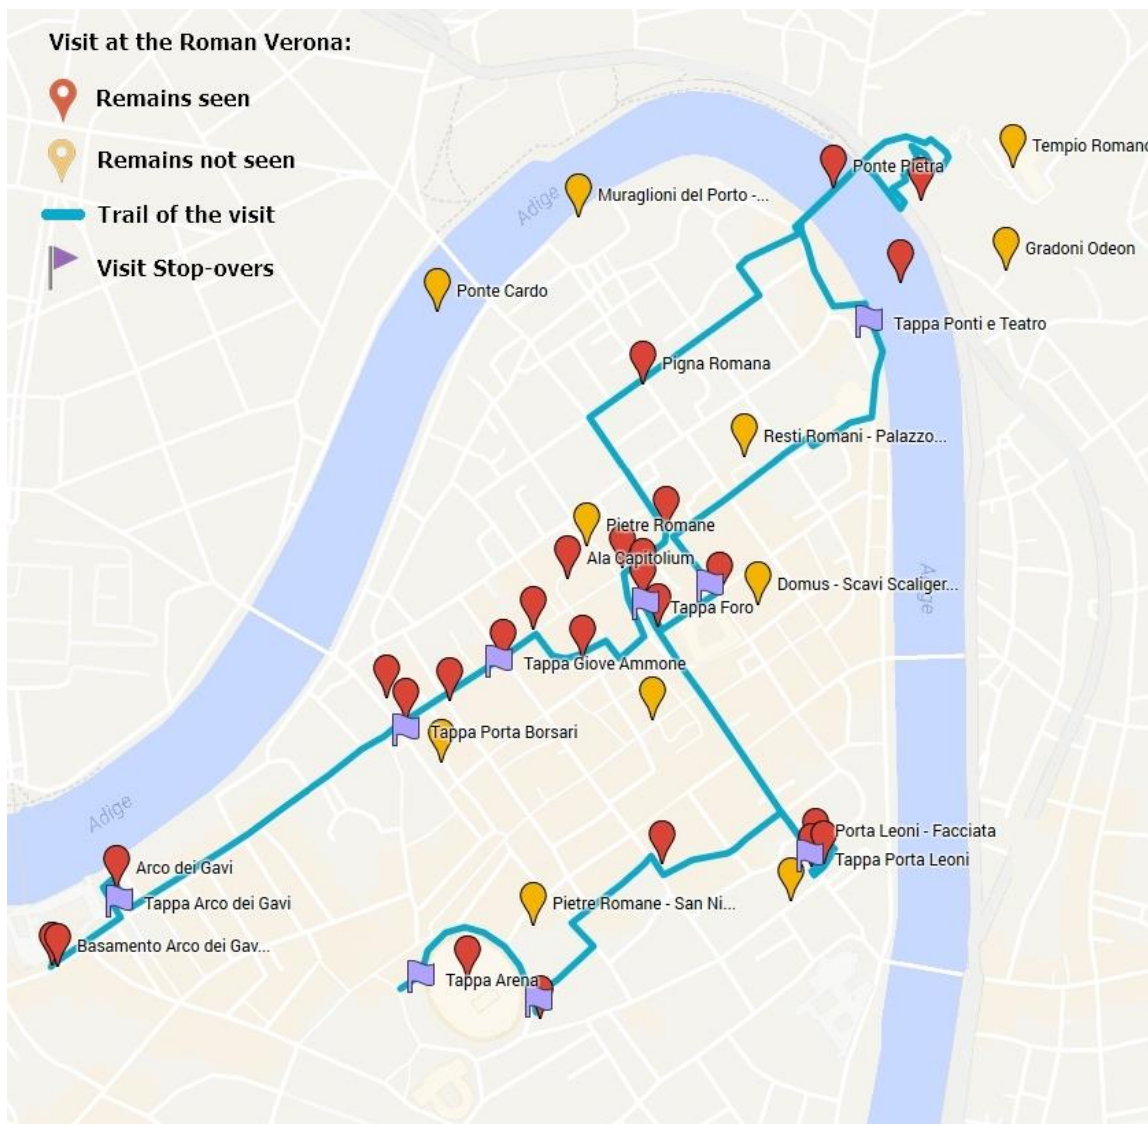 Visit at the Roman Verona:
Remains seen
Remains not seen
Trail of the visit
Visit Stop-overs
Tempio Romano
Ponte Pietra
Muraglioni del Porto -...
Adige
Gradoni Odeon
Ponte Cardo
Tappa Ponti e Teatro
Pigna Romana
Resti Romani - Palazzo...
Pietre Romane
Ala Capitolium
Domus - Scavi Scaliger...
Adige
Tappa Foro
Tappa Giove Ammone
Tappa Porta Borsari
Adige
Porta Leoni - Facciata
Tappa Porta Leoni
Arco dei Gavi
Tappa Arco dei Gavi
Pietre Romane - San Ni...
Basamento Arco dei Gav...
Tappa Arena